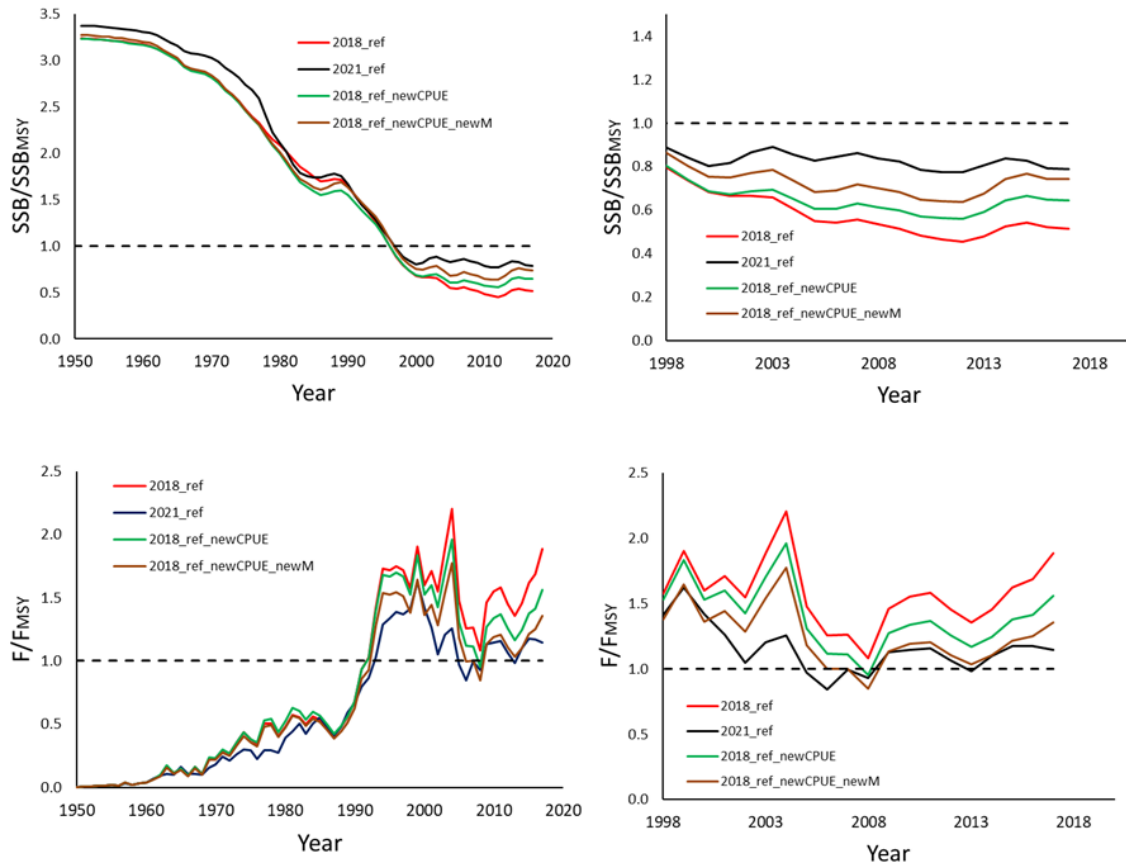 3.5
3.0
2.5
2.0
1.5
1.0
0.5
0.0
SSB/SSBMSY
2018_ref
2021_ref
2018_ref_newCPUE
2018_ref_newCPUE_newM
1950 1960 1970 1980 1990 2000 2010 2020
Year
1.4
1.2
1.0
0.8
0.6
0.4
0.2
0.0
SSB/SSBMSY
2018_ref
2021_ref
2018_ref_newCPUE
2018_ref_newCPUE_newM
1998 2003 2008 2013 2018
Year
2.5
2.0
1.5
1.0
0.5
0.0
F/FMSY
2018_ref
2021_ref
2018_ref_newCPUE
2018_ref_newCPUE_newM
1950 1960 1970 1980 1990 2000 2010 2020
Year
2.5
2.0
1.5
1.0
0.5
0.0
F/FMSY
2018_ref
2021_ref
2018_ref_newCPUE
2018_ref_newCPUE_newM
1998 2003 2008 2013 2018
Year